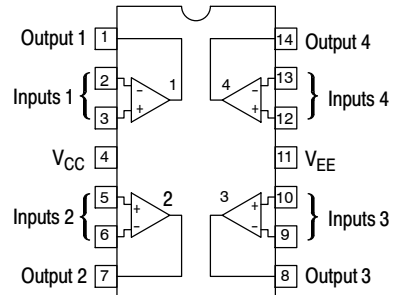 Output 1 1 14 Output 4
Inputs 1 2 - 1 4 - 13 Inputs 4
3 + + 12
VCC 4 11 VEE
Inputs 2 5 + 2 3 + 10 Inputs 3
6 - - 9
Output 2 7 8 Output 3